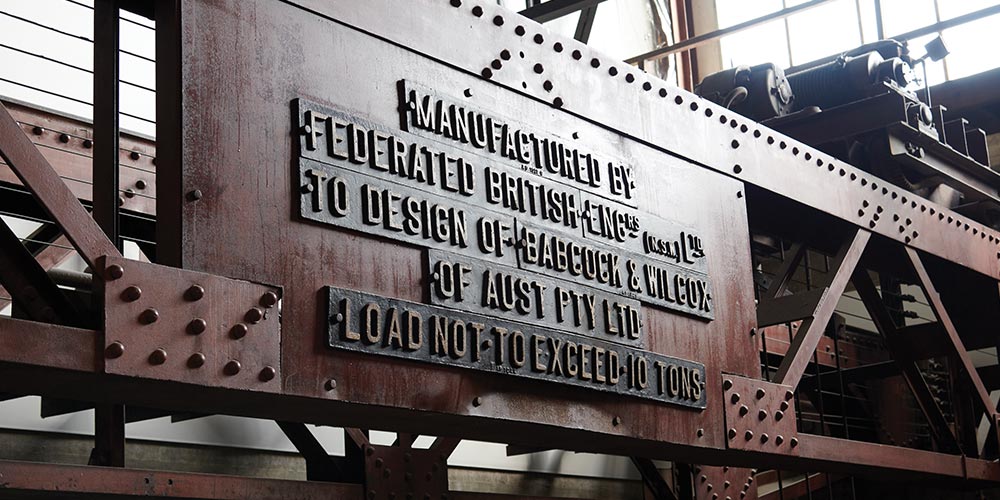 MANUFACTURED BY
FEDERATED BRITISH ENGRS (N.S.W.) LTD
TO DESIGN OF BABCOCK & WILCOX
OF AUST PTY LTD
LOAD NOT TO EXCEED 10 TONS